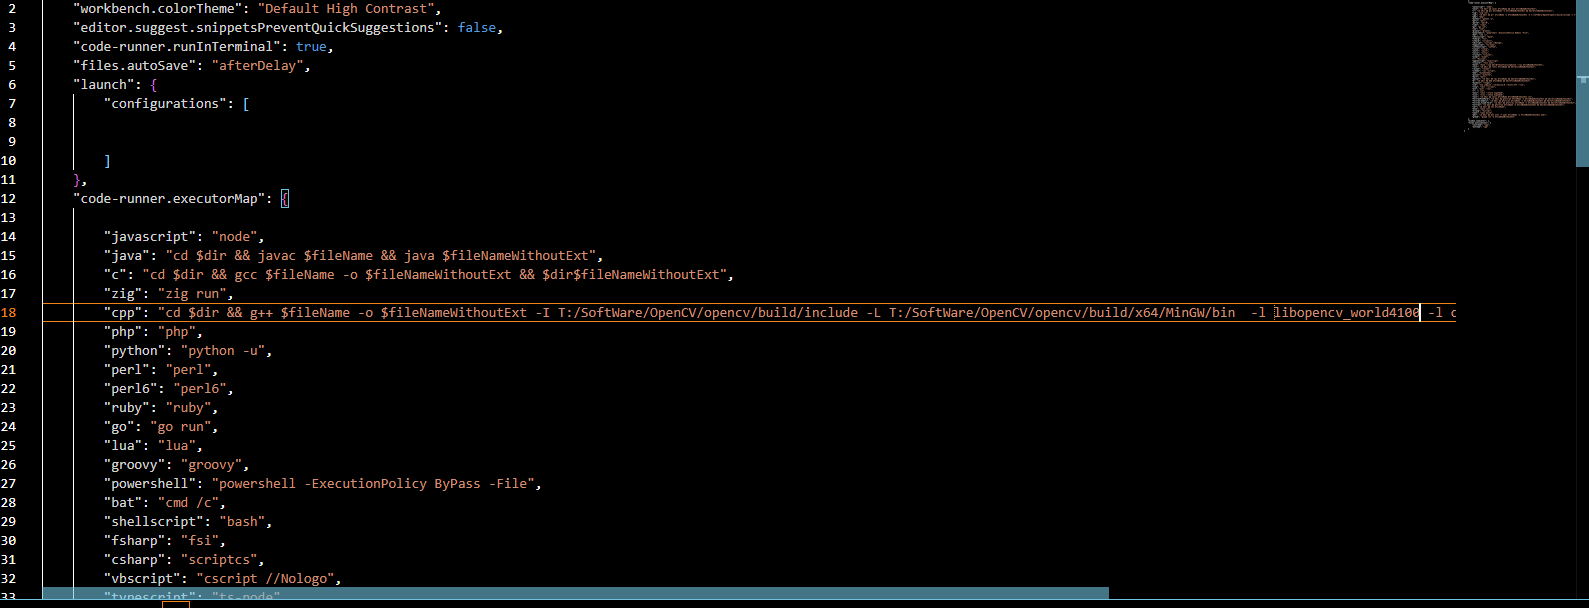 2 "workbench.colorTheme": "Default High Contrast",
3 "editor.suggest.snippetsPreventQuickSuggestions": false,
4 "code-runner.runInTerminal": true,
5 "files.autoSave": "afterDelay",
6 "launch": {
7 "configurations": [
8
9
10 ]
11 },
12 "code-runner.executorMap": {
13
14 "javascript": "node",
15 "java": "cd $dir && javac $fileName && java $fileNameWithoutExt",
16 "c": "cd $dir && gcc $fileName -o $fileNameWithoutExt && $dir$fileNameWithoutExt",
17 "zig": "zig run",
18 "cpp": "cd $dir && g++ $fileName -o $fileNameWithoutExt -I T:/SoftWare/OpenCV/opencv/build/include -L T:/SoftWare/OpenCV/opencv/build/x64/MinGW/bin  -l libopencv_world4100 -l c
19 "php": "php",
20 "python": "python -u",
21 "perl": "perl",
22 "perl6": "perl6",
23 "ruby": "ruby",
24 "go": "go run",
25 "lua": "lua",
26 "groovy": "groovy",
27 "powershell": "powershell -ExecutionPolicy ByPass -File",
28 "bat": "cmd /c",
29 "shellscript": "bash",
30 "fsharp": "fsi",
31 "csharp": "scriptcs",
32 "vbscript": "cscript //Nologo",
33 "typescript": "ts-node"